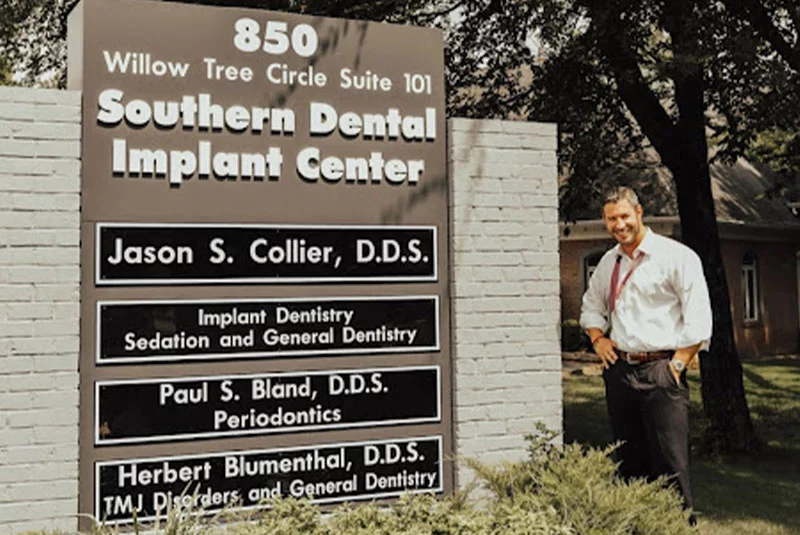 850
Willow Tree Circle Suite 101
Southern Dental
Implant Center
Jason S. Collier, D.D.S.
Implant Dentistry
Sedation and General Dentistry
Paul S. Bland, D.D.S.
Periodontics
Herbert Blumenthal, D.D.S.
TMJ Disorders and General Dentistry